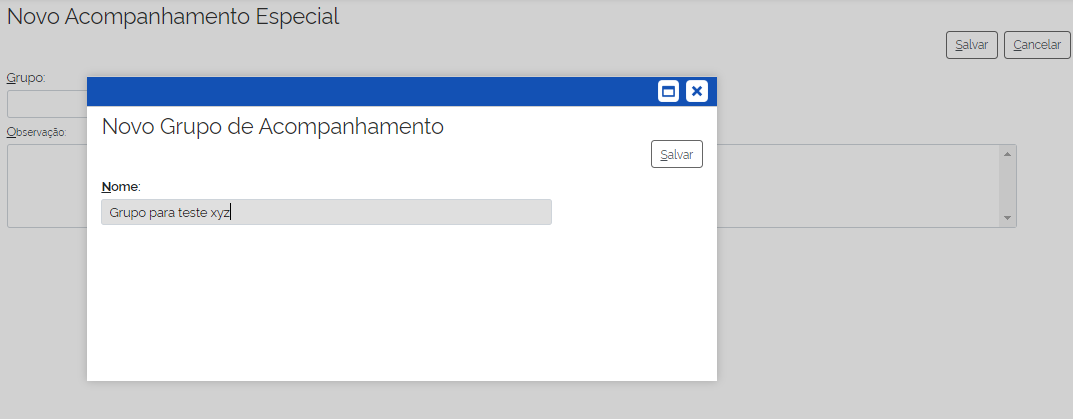 Novo Acompanhamento Especial
Salvar Cancelar
Grupo:
Observação:
Novo Grupo de Acompanhamento
Salvar
Nome:
Grupo para teste xyz